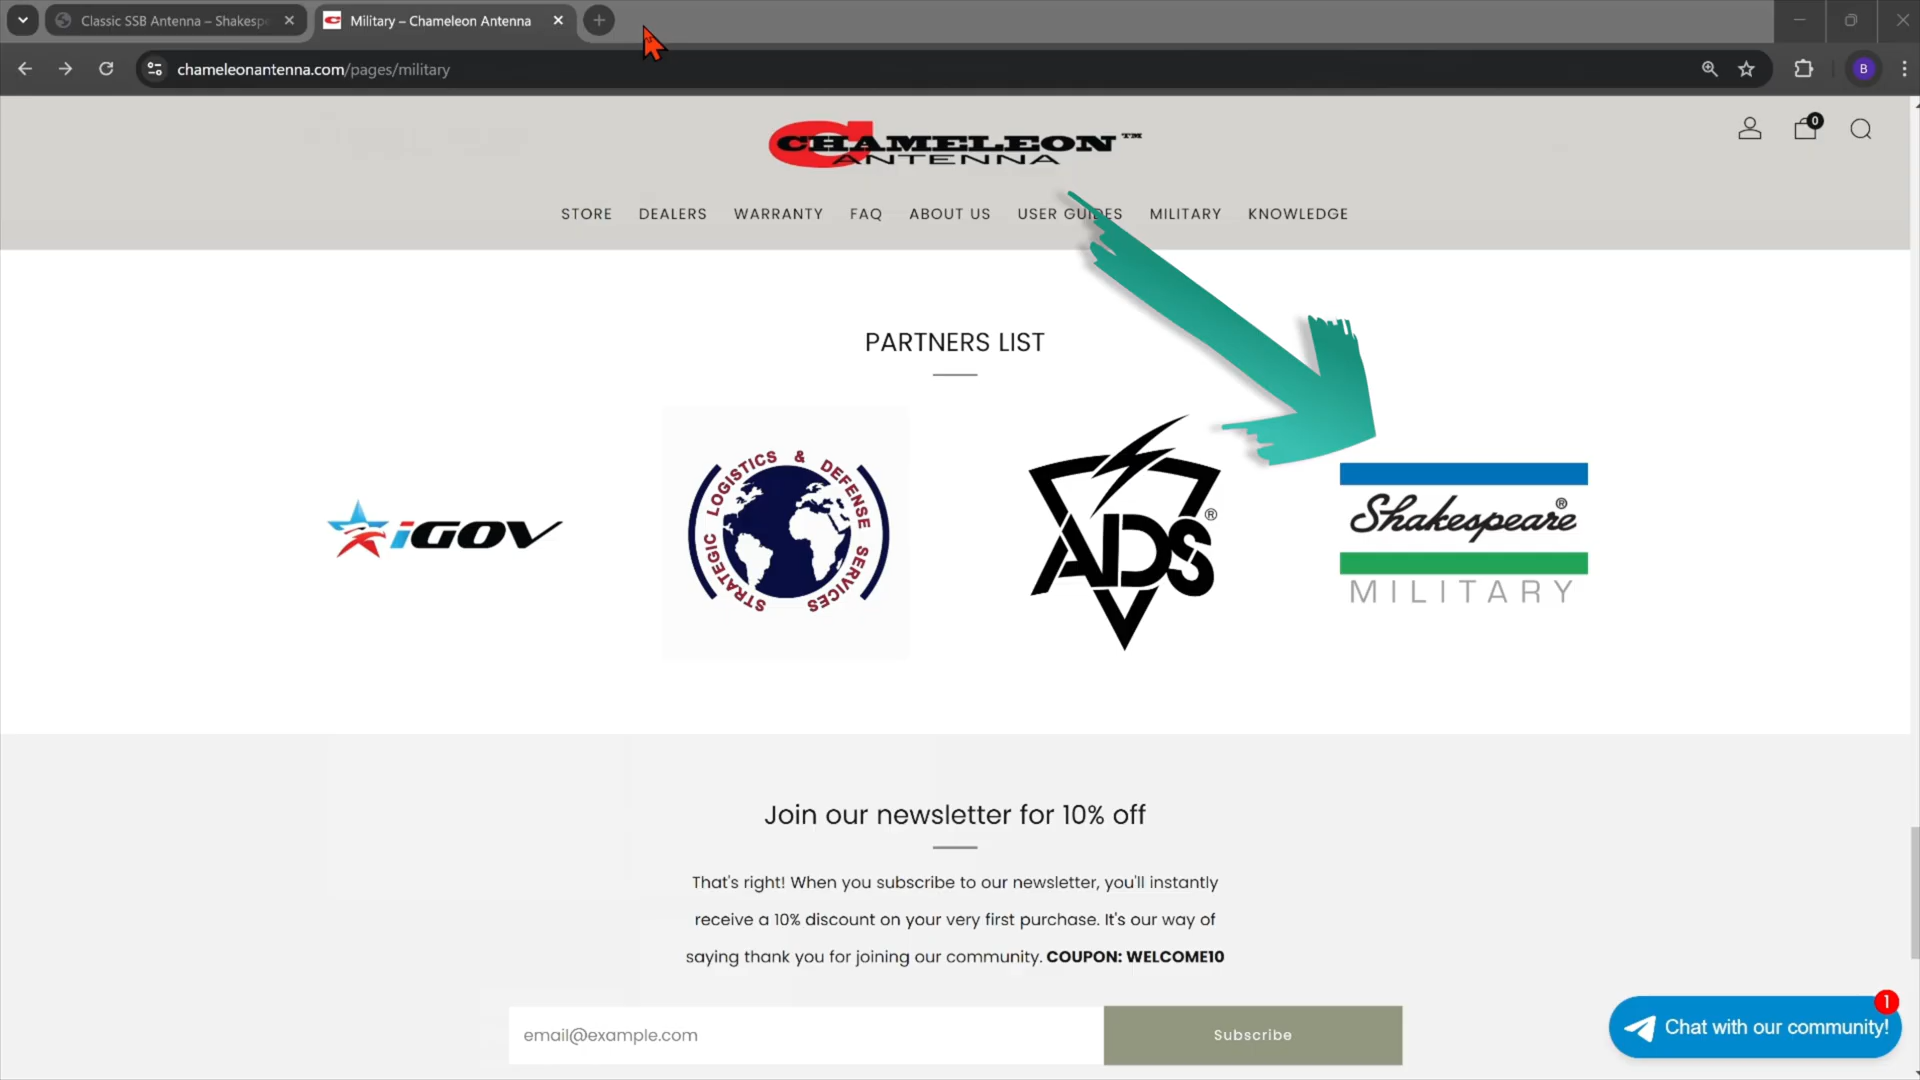 Classic SSB Antenna – Shakesp
Military – Chameleon Antenna
chameleonantenna.com/pages/military
B
CHAMELEON™
ANTENNA
0
STORE DEALERS WARRANTY FAQ ABOUT US USER GUIDES MILITARY KNOWLEDGE
PARTNERS LIST
iGOV
STRATEGIC LOGISTICS & DEFENSE SERVICES
ADS®
Shakespeare®
MILITARY
Join our newsletter for 10% off
That's right! When you subscribe to our newsletter, you'll instantly
receive a 10% discount on your very first purchase. It's our way of
saying thank you for joining our community. COUPON: WELCOME10
email@example.com
Subscribe
1
Chat with our community!